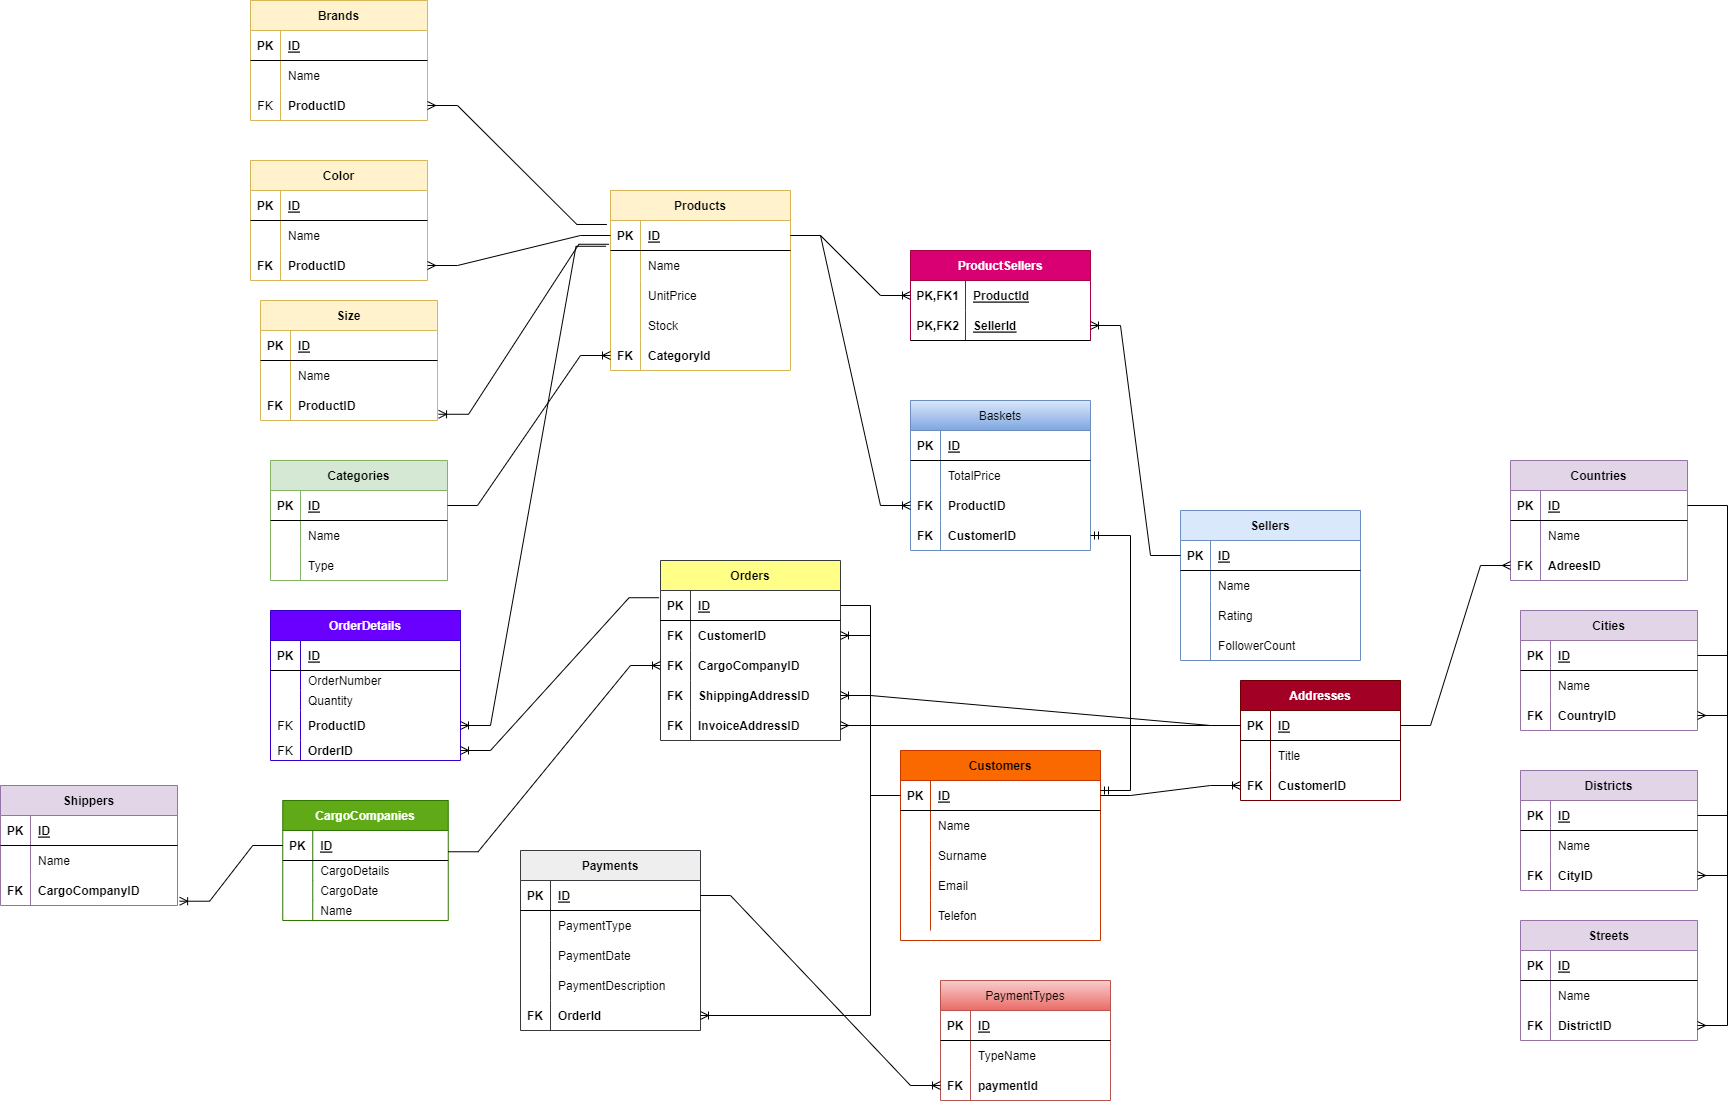 Brands
PK ID
Name
FK ProductID
Color
PK ID
Name
FK ProductID
Size
PK ID
Name
FK ProductID
Categories
PK ID
Name
Type
OrderDetails
PK ID
OrderNumber
Quantity
FK ProductID
FK OrderID
Shippers
PK ID
Name
FK CargoCompanyID
CargoCompanies
PK ID
CargoDetails
CargoDate
Name
Products
PK ID
Name
UnitPrice
Stock
FK CategoryId
Orders
PK ID
FK CustomerID
FK CargoCompanyID
FK ShippingAddressID
FK InvoiceAddressID
Payments
PK ID
PaymentType
PaymentDate
PaymentDescription
FK OrderId
ProductSellers
PK,FK1 ProductId
PK,FK2 SellerId
Baskets
PK ID
TotalPrice
FK ProductID
FK CustomerID
Customers
PK ID
Name
Surname
Email
Telefon
PaymentTypes
PK ID
TypeName
FK paymentId
Sellers
PK ID
Name
Rating
FollowerCount
Addresses
PK ID
Title
FK CustomerID
Countries
PK ID
Name
FK AdreesID
Cities
PK ID
Name
FK CountryID
Districts
PK ID
Name
FK CityID
Streets
PK ID
Name
FK DistrictID